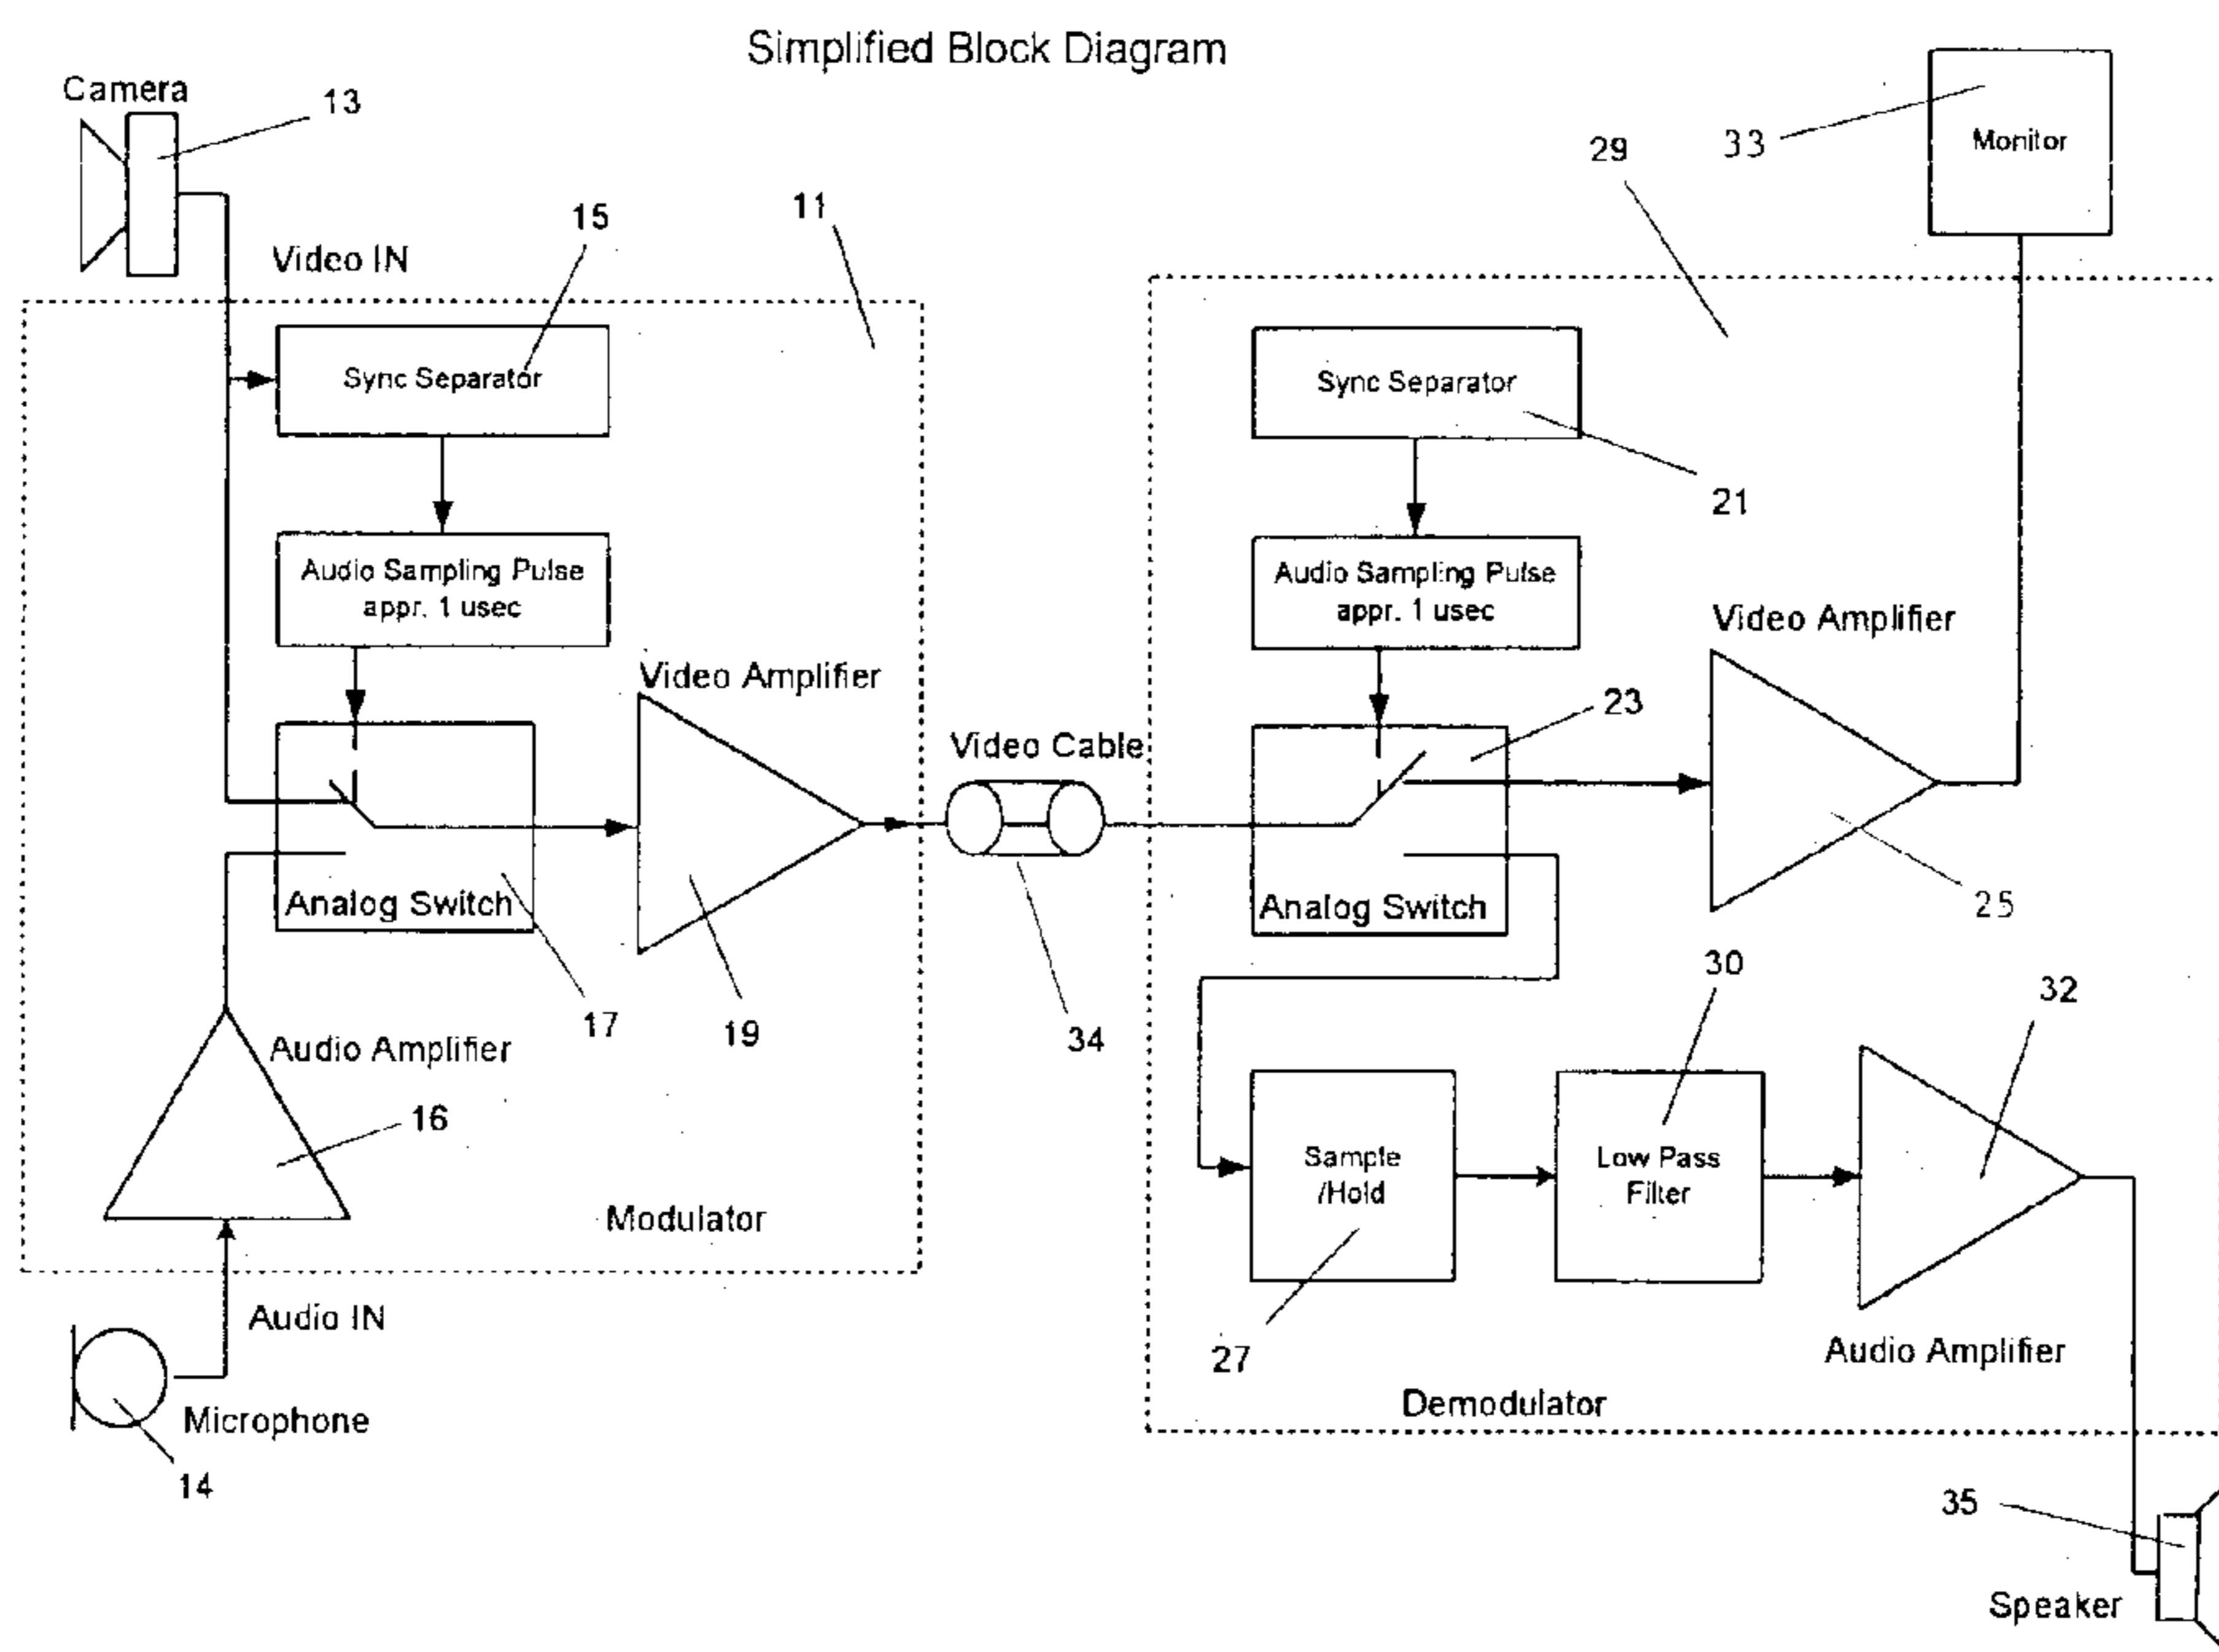 Simplified Block Diagram
Camera
13
Video IN
15
11
Sync Separator
Audio Sampling Pulse
appr. 1 usec
Video Amplifier
Analog Switch
17
19
Audio Amplifier
16
Modulator
Audio IN
Microphone
14
Video Cable
34
29
33
Monitor
Sync Separator
21
Audio Sampling Pulse
appr. 1 usec
Video Amplifier
23
Analog Switch
25
30
32
Sample
/Hold
Low Pass
Filter
27
Audio Amplifier
Demodulator
35
Speaker